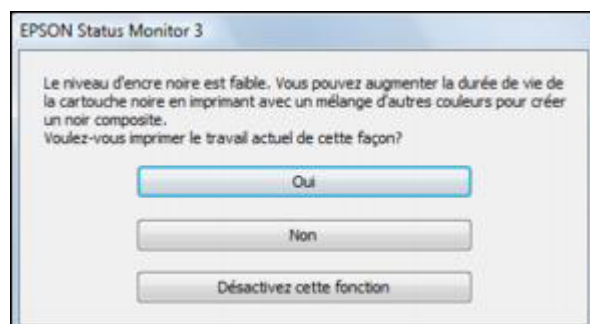 EPSON Status Monitor 3
Le niveau d'encre noire est faible. Vous pouvez augmenter la durée de vie de
la cartouche noire en imprimant avec un mélange d'autres couleurs pour créer
un noir composite.
Voulez-vous imprimer le travail actuel de cette façon?
Oui
Non
Désactivez cette fonction